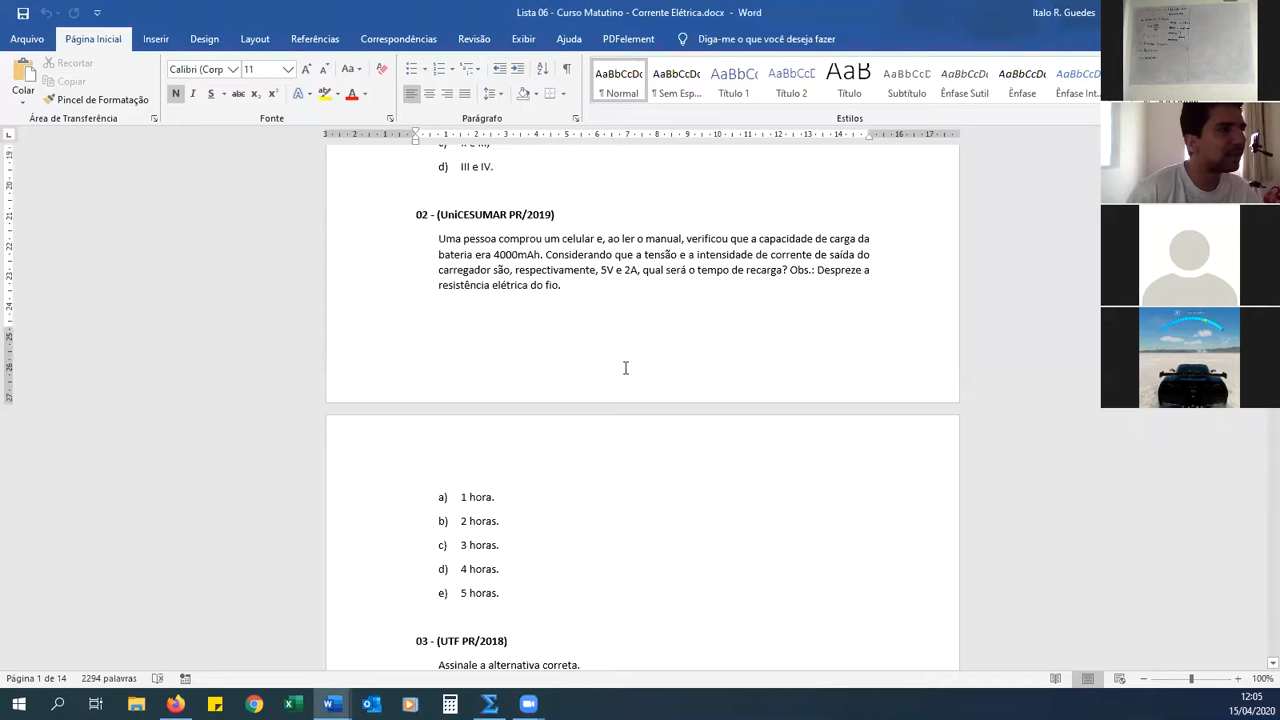 Lista 06 - Curso Matutino - Corrente Elétrica.docx - Word
Italo R. Guedes
Arquivo
Página Inicial
Inserir
Design
Layout
Referências
Correspondências
Revisão
Exibir
Ajuda
PDFelement
Diga-me o que você deseja fazer
Colar
Recortar
Copiar
Pincel de Formatação
Área de Transferência
Calibri (Corp
11
Fonte
Parágrafo
AaBbCcDc
¶ Normal
AaBbCcDc
¶ Sem Esp...
AaBbCc
Título 1
AaBbCcD
Título 2
AaB
Título
AaBbCcD
Subtítulo
AaBbCcDc
Ênfase Sutil
AaBbCcDc
Ênfase
AaBbCcDc
Ênfase Int...
Estilos
d) III e IV.
02 - (UniCESUMAR PR/2019)
Uma pessoa comprou um celular e, ao ler o manual, verificou que a capacidade de carga da
bateria era 4000mAh. Considerando que a tensão e a intensidade de corrente de saída do
carregador são, respectivamente, 5V e 2A, qual será o tempo de recarga? Obs.: Despreze a
resistência elétrica do fio.
a) 1 hora.
b) 2 horas.
c) 3 horas.
d) 4 horas.
e) 5 horas.
03 - (UTF PR/2018)
Assinale a alternativa correta.
Página 1 de 14
2294 palavras
100%
12:05
15/04/2020